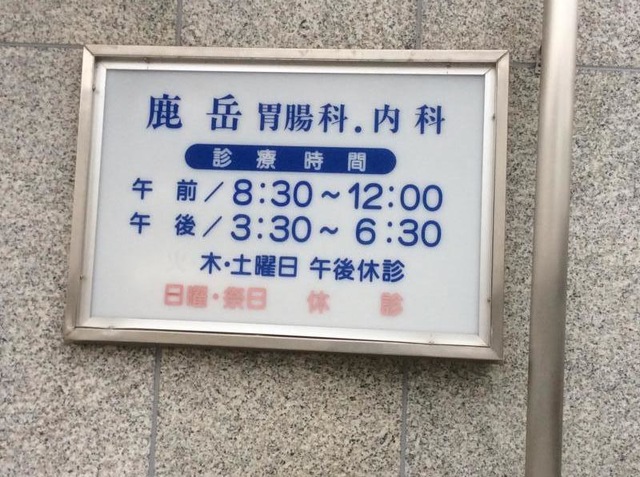 鹿岳 胃腸科.内科
診療時間
午前/8:30~12:00
午後/3:30~6:30
木・土曜日 午後休診
日曜・祭日 休診